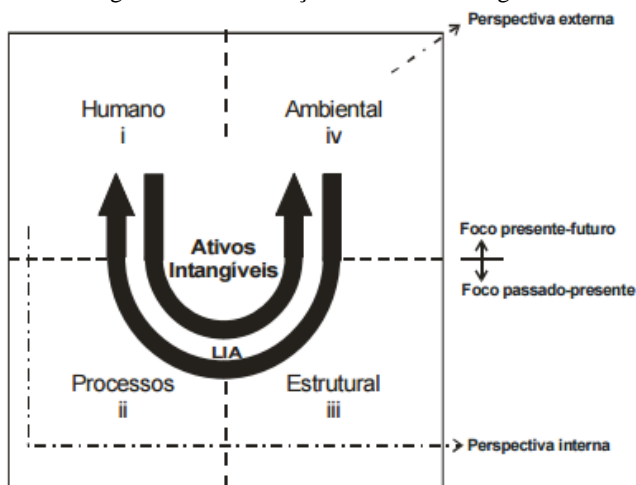 Perspectiva externa
Humano
i
Ambiental
iv
Ativos
Intangíveis
Foco presente-futuro
Foco passado-presente
LIA
Processos
ii
Estrutural
iii
Perspectiva interna